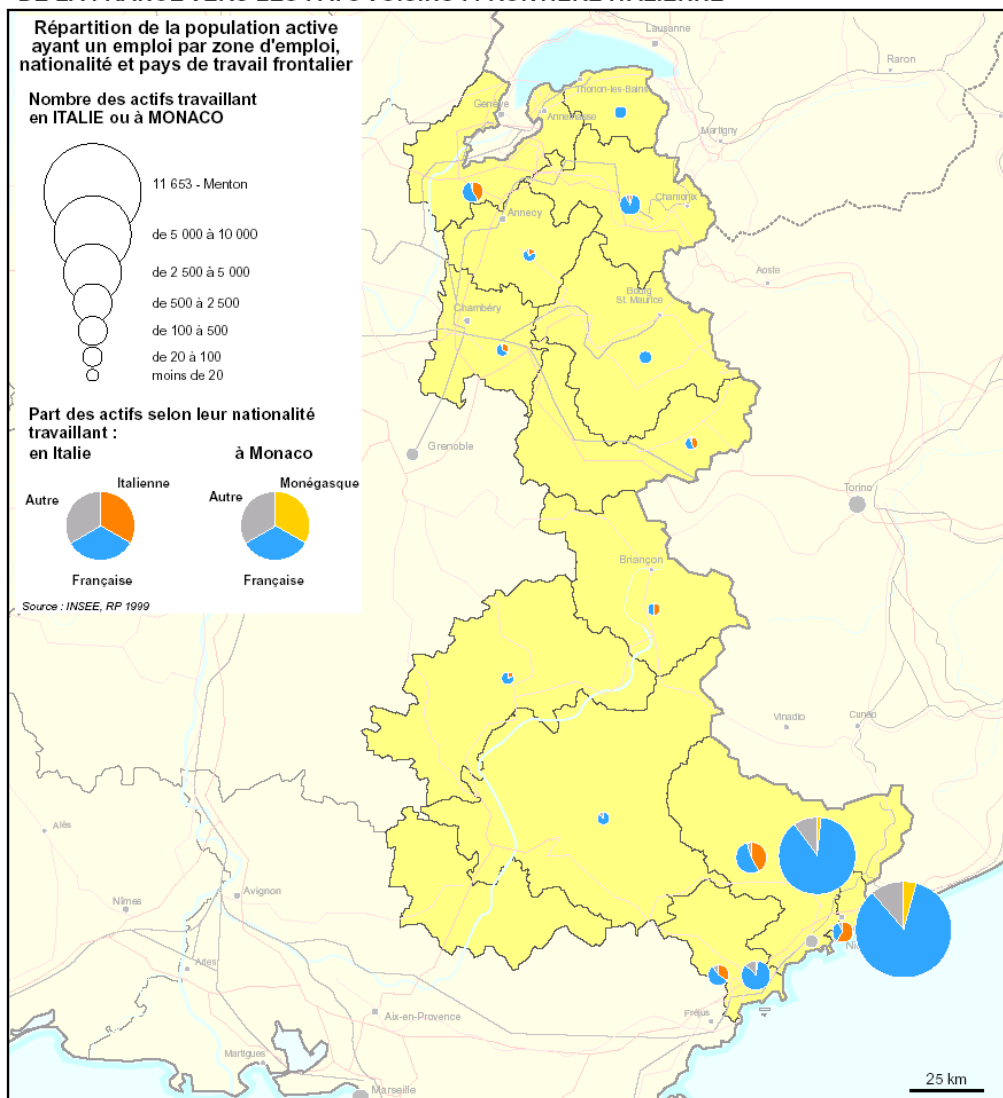 Répartition de la population active
ayant un emploi par zone d'emploi,
nationalité et pays de travail frontalier
Nombre des actifs travaillant
en ITALIE ou à MONACO
11 653 - Menton
de 5 000 à 10 000
de 2 500 à 5 000
de 500 à 2 500
de 100 à 500
de 20 à 100
moins de 20
Part des actifs selon leur nationalité
travaillant :
en Italie
à Monaco
Autre
Italienne
Française
Autre
Monégasque
Française
Source : INSEE, RP 1999
Lausanne
Raron
Thonon-les-Bains
Genève
Annemasse
Martigny
Chamonix
Annecy
Aoste
Bourg
St. Maurice
Chambéry
Grenoble
Torino
Briançon
Vinadio
Cunéo
Alès
Avignon
Nîmes
Arles
Aix-en-Provence
Fréjus
Martigues
Marseille
25 km